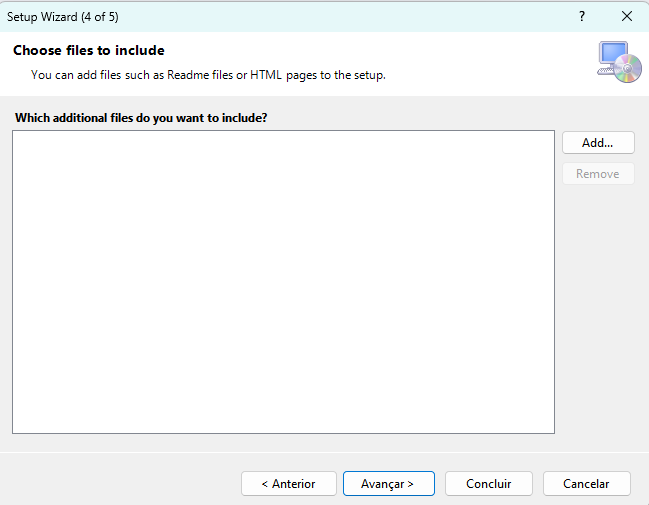 Setup Wizard (4 of 5)
?
Choose files to include
You can add files such as Readme files or HTML pages to the setup.
Which additional files do you want to include?
Add...
Remove
< Anterior
Avançar >
Concluir
Cancelar